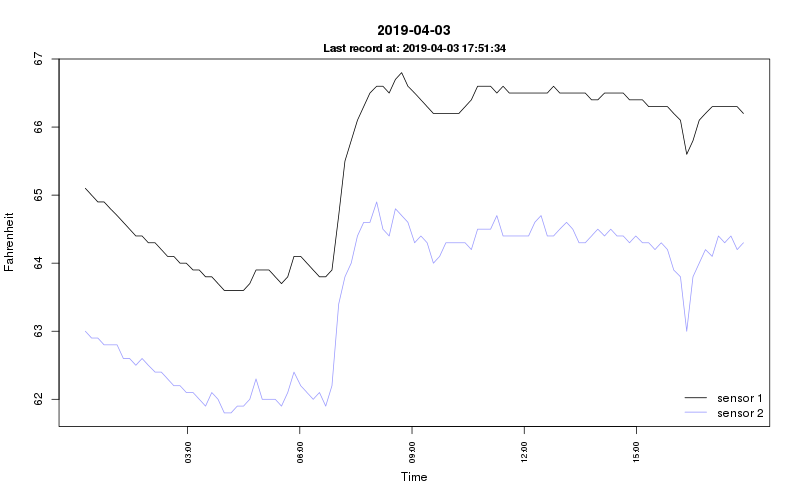 2019-04-03
Last record at: 2019-04-03 17:51:34
67
66
65
64
63
62
Fahrenheit
sensor 1
sensor 2
03:00
06:00
09:00
12:00
15:00
Time